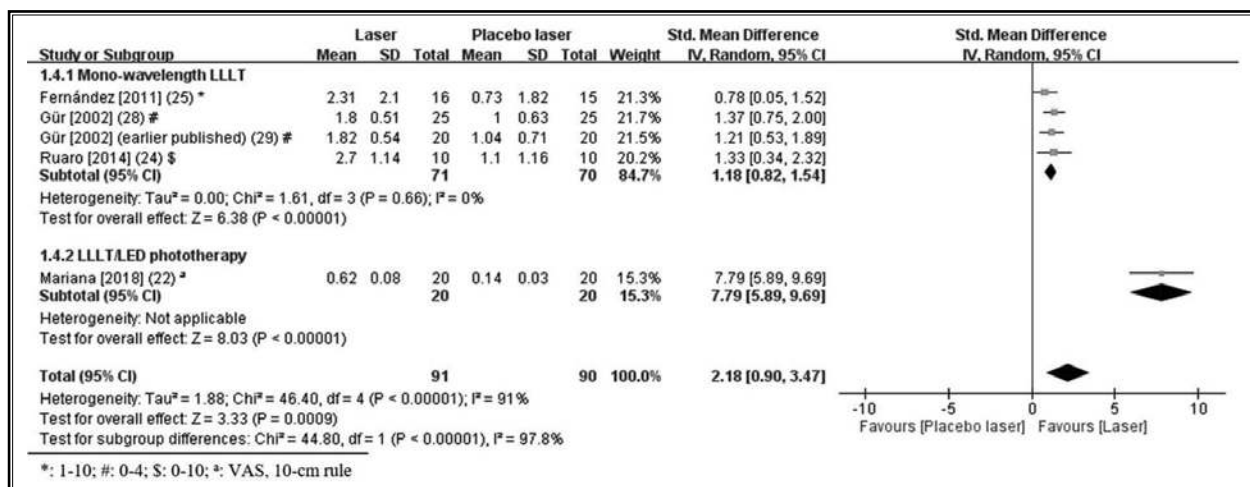 Laser Placebo laser Std. Mean Difference Std. Mean Difference
Study or Subgroup Mean SD Total Mean SD Total Weight IV, Random, 95% CI IV, Random, 95% CI
1.4.1 Mono-wavelength LLLT
Fernández [2011] (25) * 2.31 2.1 16 0.73 1.82 15 21.3% 0.78 [0.05, 1.52]
Gür [2002] (28) # 1.8 0.51 25 1 0.63 25 21.7% 1.37 [0.75, 2.00]
Gür [2002] (earlier published) (29) # 1.82 0.54 20 1.04 0.71 20 21.5% 1.21 [0.53, 1.89]
Ruaro [2014] (24) $ 2.7 1.14 10 1.1 1.16 10 20.2% 1.33 [0.34, 2.32]
Subtotal (95% CI) 71 70 84.7% 1.18 [0.82, 1.54]
Heterogeneity: Tau² = 0.00; Chi² = 1.61, df = 3 (P = 0.66); I² = 0%
Test for overall effect: Z = 6.38 (P < 0.00001)
1.4.2 LLLT/LED phototherapy
Mariana [2018] (22) ª 0.62 0.08 20 0.14 0.03 20 15.3% 7.79 [5.89, 9.69]
Subtotal (95% CI) 20 20 15.3% 7.79 [5.89, 9.69]
Heterogeneity: Not applicable
Test for overall effect: Z = 8.03 (P < 0.00001)
Total (95% CI) 91 90 100.0% 2.18 [0.90, 3.47]
Heterogeneity: Tau² = 1.88; Chi² = 46.40, df = 4 (P < 0.00001); I² = 91%
Test for overall effect: Z = 3.33 (P = 0.0009)
Test for subgroup differences: Chi² = 44.80, df = 1 (P < 0.00001), I² = 97.8%
-10 -5 0 5 10
Favours [Placebo laser] Favours [Laser]
*: 1-10; #: 0-4; $: 0-10; ª: VAS, 10-cm rule